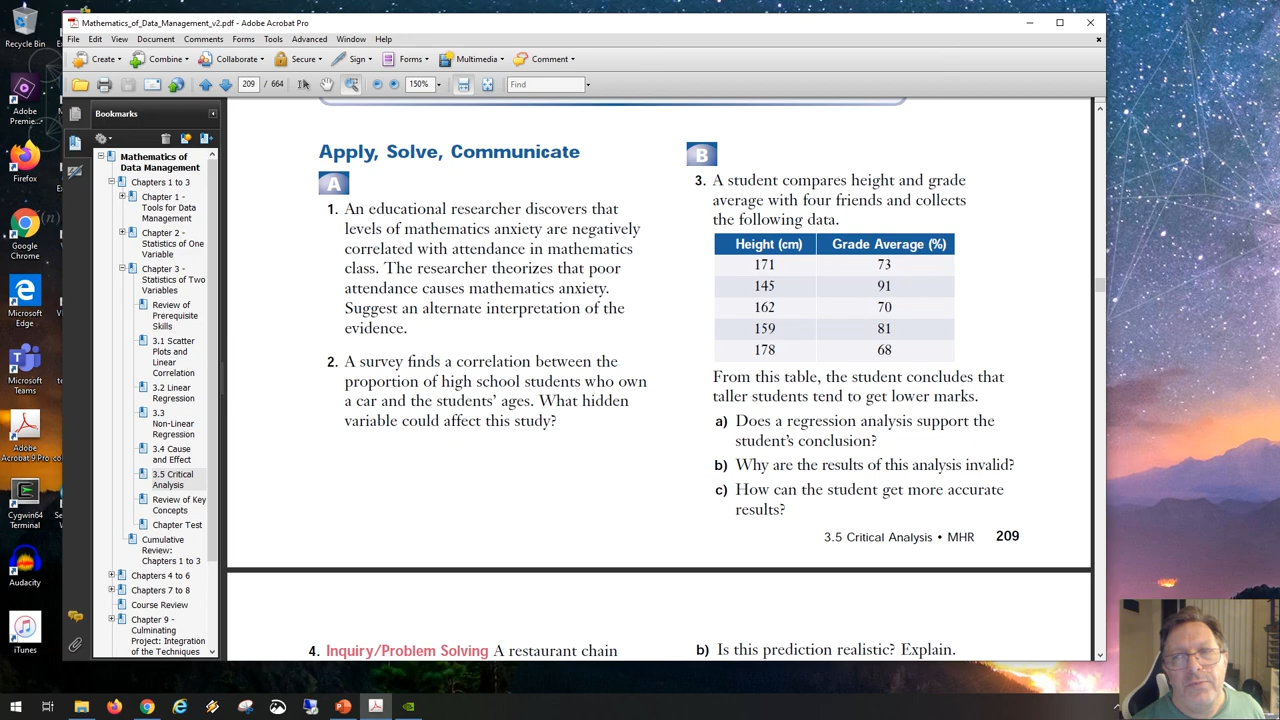 Recycle Bin
Adobe
Premie...
Firefox
Google
Chrome
Microsoft
Edge
Microsoft
Teams
Adobe
Acrobat 9 Pro
Cygwin64
Terminal
Audacity
iTunes
Mathematics_of_Data_Management_v2.pdf - Adobe Acrobat Pro
File Edit View Document Comments Forms Tools Advanced Window Help
Create Combine Collaborate Secure Sign Forms Multimedia Comment
209 / 664 150% Find
Bookmarks
Mathematics of
Data Management
Chapters 1 to 3
Chapter 1 -
Tools for Data
Management
Chapter 2 -
Statistics of One
Variable
Chapter 3 -
Statistics of Two
Variables
Review of
Prerequisite
Skills
3.1 Scatter
Plots and
Linear
Correlation
3.2 Linear
Regression
3.3
Non-Linear
Regression
3.4 Cause
and Effect
3.5 Critical
Analysis
Review of Key
Concepts
Chapter Test
Cumulative
Review:
Chapters 1 to 3
Chapters 4 to 6
Chapters 7 to 8
Course Review
Chapter 9 -
Culminating
Project: Integration
of the Techniques
Apply, Solve, Communicate
A
1. An educational researcher discovers that
levels of mathematics anxiety are negatively
correlated with attendance in mathematics
class. The researcher theorizes that poor
attendance causes mathematics anxiety.
Suggest an alternate interpretation of the
evidence.
2. A survey finds a correlation between the
proportion of high school students who own
a car and the students' ages. What hidden
variable could affect this study?
B
3. A student compares height and grade
average with four friends and collects
the following data.
Height (cm) Grade Average (%)
171 73
145 91
162 70
159 81
178 68
From this table, the student concludes that
taller students tend to get lower marks.
a) Does a regression analysis support the
student's conclusion?
b) Why are the results of this analysis invalid?
c) How can the student get more accurate
results?
3.5 Critical Analysis • MHR 209
4. Inquiry/Problem Solving A restaurant chain
b) Is this prediction realistic? Explain.